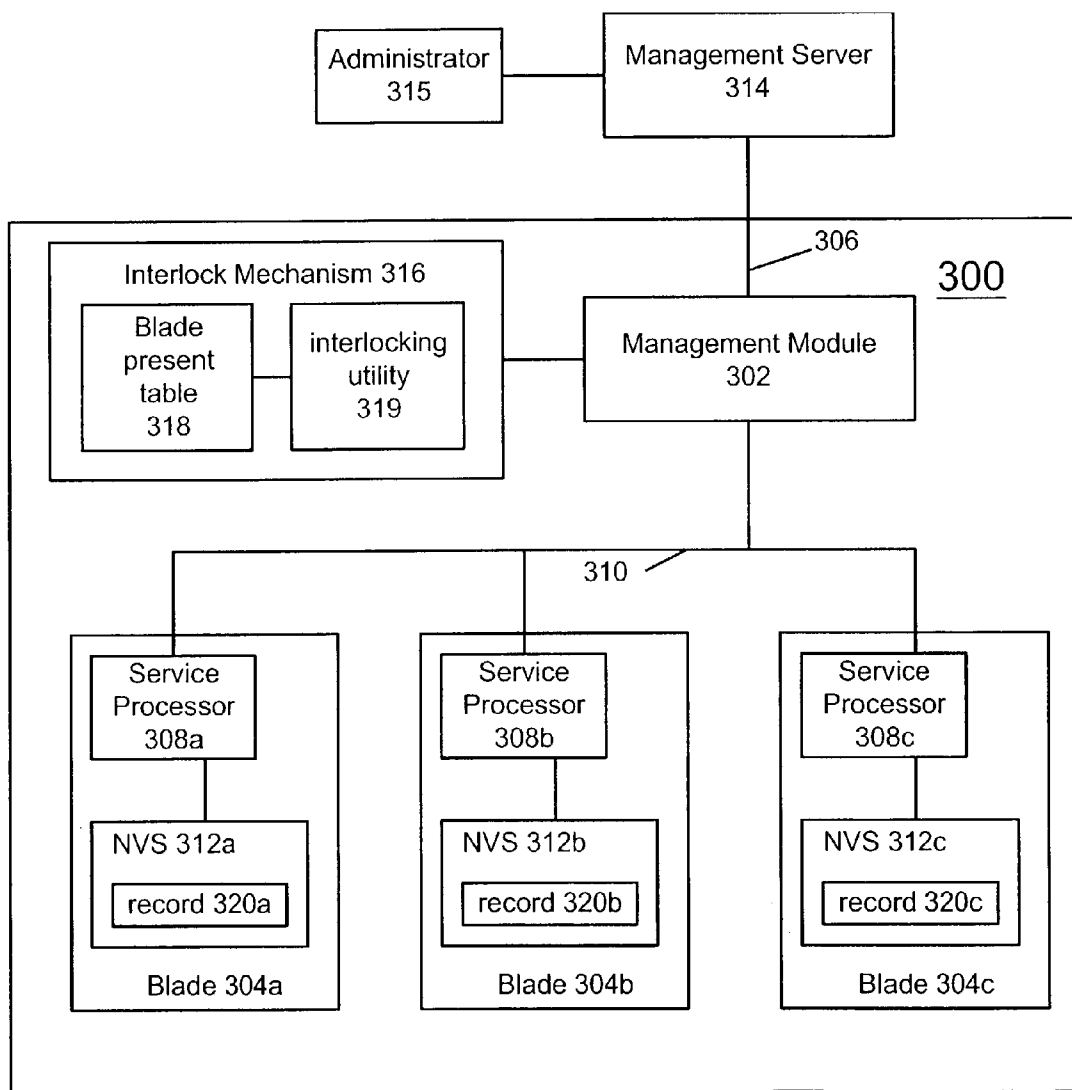 Administrator
315
Management Server
314
306
300
Interlock Mechanism 316
Blade
present
table
318
interlocking
utility
319
Management Module
302
310
Service
Processor
308a
NVS 312a
record 320a
Blade 304a
Service
Processor
308b
NVS 312b
record 320b
Blade 304b
Service
Processor
308c
NVS 312c
record 320c
Blade 304c